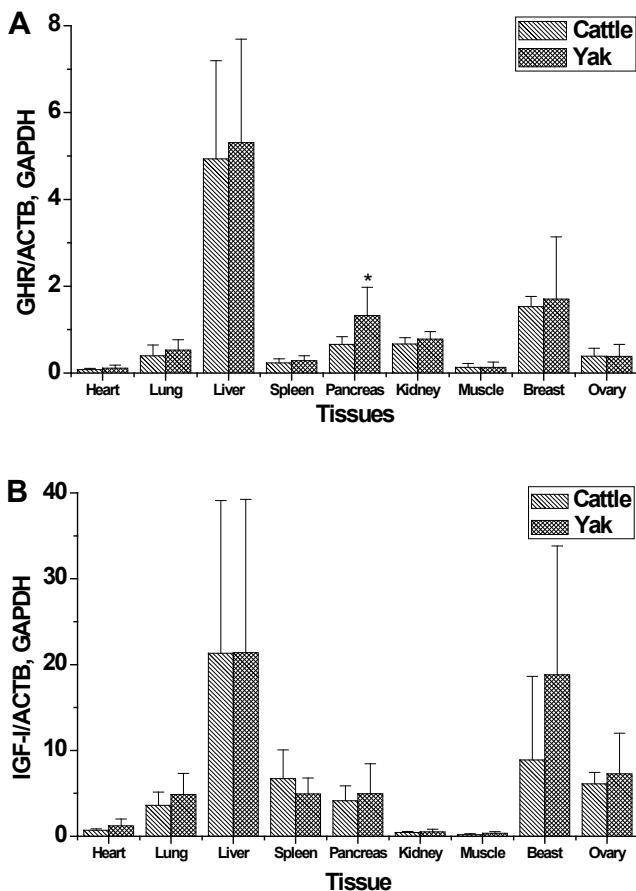 A
Cattle
Yak
GHR/ACTB, GAPDH
8
6
4
2
0
*
Heart Lung Liver Spleen Pancreas Kidney Muscle Breast Ovary
Tissues
B
Cattle
Yak
IGF-I/ACTB, GAPDH
40
30
20
10
0
Heart Lung Liver Spleen Pancreas Kidney Muscle Beast Ovary
Tissue